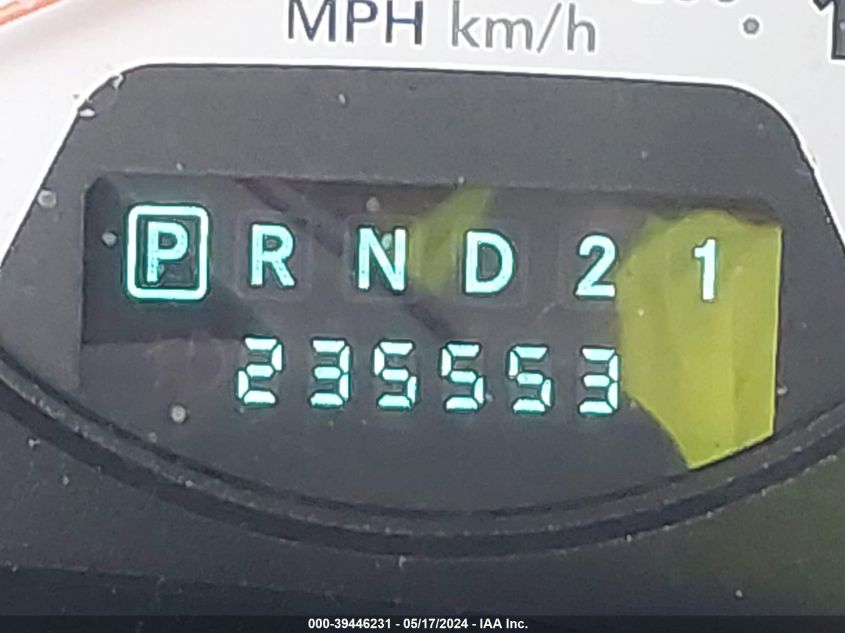 MPH km/h
P R N D 2 1
235553
000-39446231 - 05/17/2024 - IAA Inc.